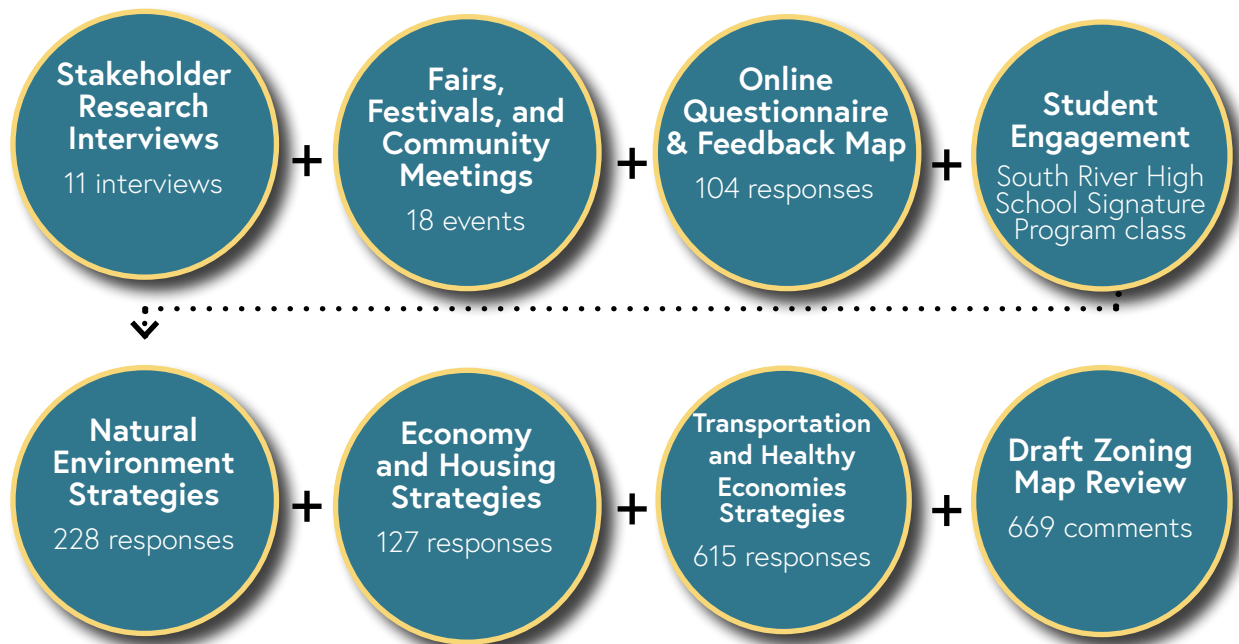 Stakeholder
Research
Interviews
11 interviews
+
Fairs,
Festivals, and
Community
Meetings
18 events
+
Online
Questionnaire
& Feedback Map
104 responses
+
Student
Engagement
South River High
School Signature
Program class
Natural
Environment
Strategies
228 responses
+
Economy
and Housing
Strategies
127 responses
+
Transportation
and Healthy
Economies
Strategies
615 responses
+
Draft Zoning
Map Review
669 comments